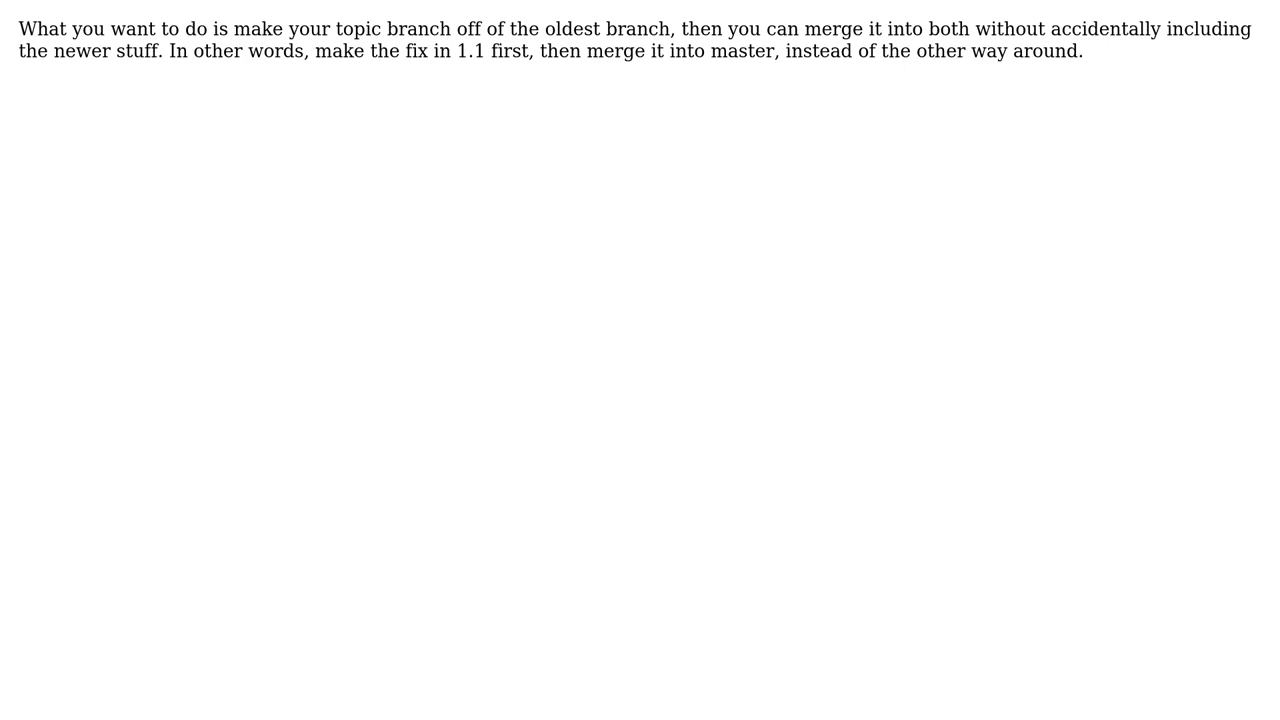 What you want to do is make your topic branch off of the oldest branch, then you can merge it into both without accidentally including
the newer stuff. In other words, make the fix in 1.1 first, then merge it into master, instead of the other way around.